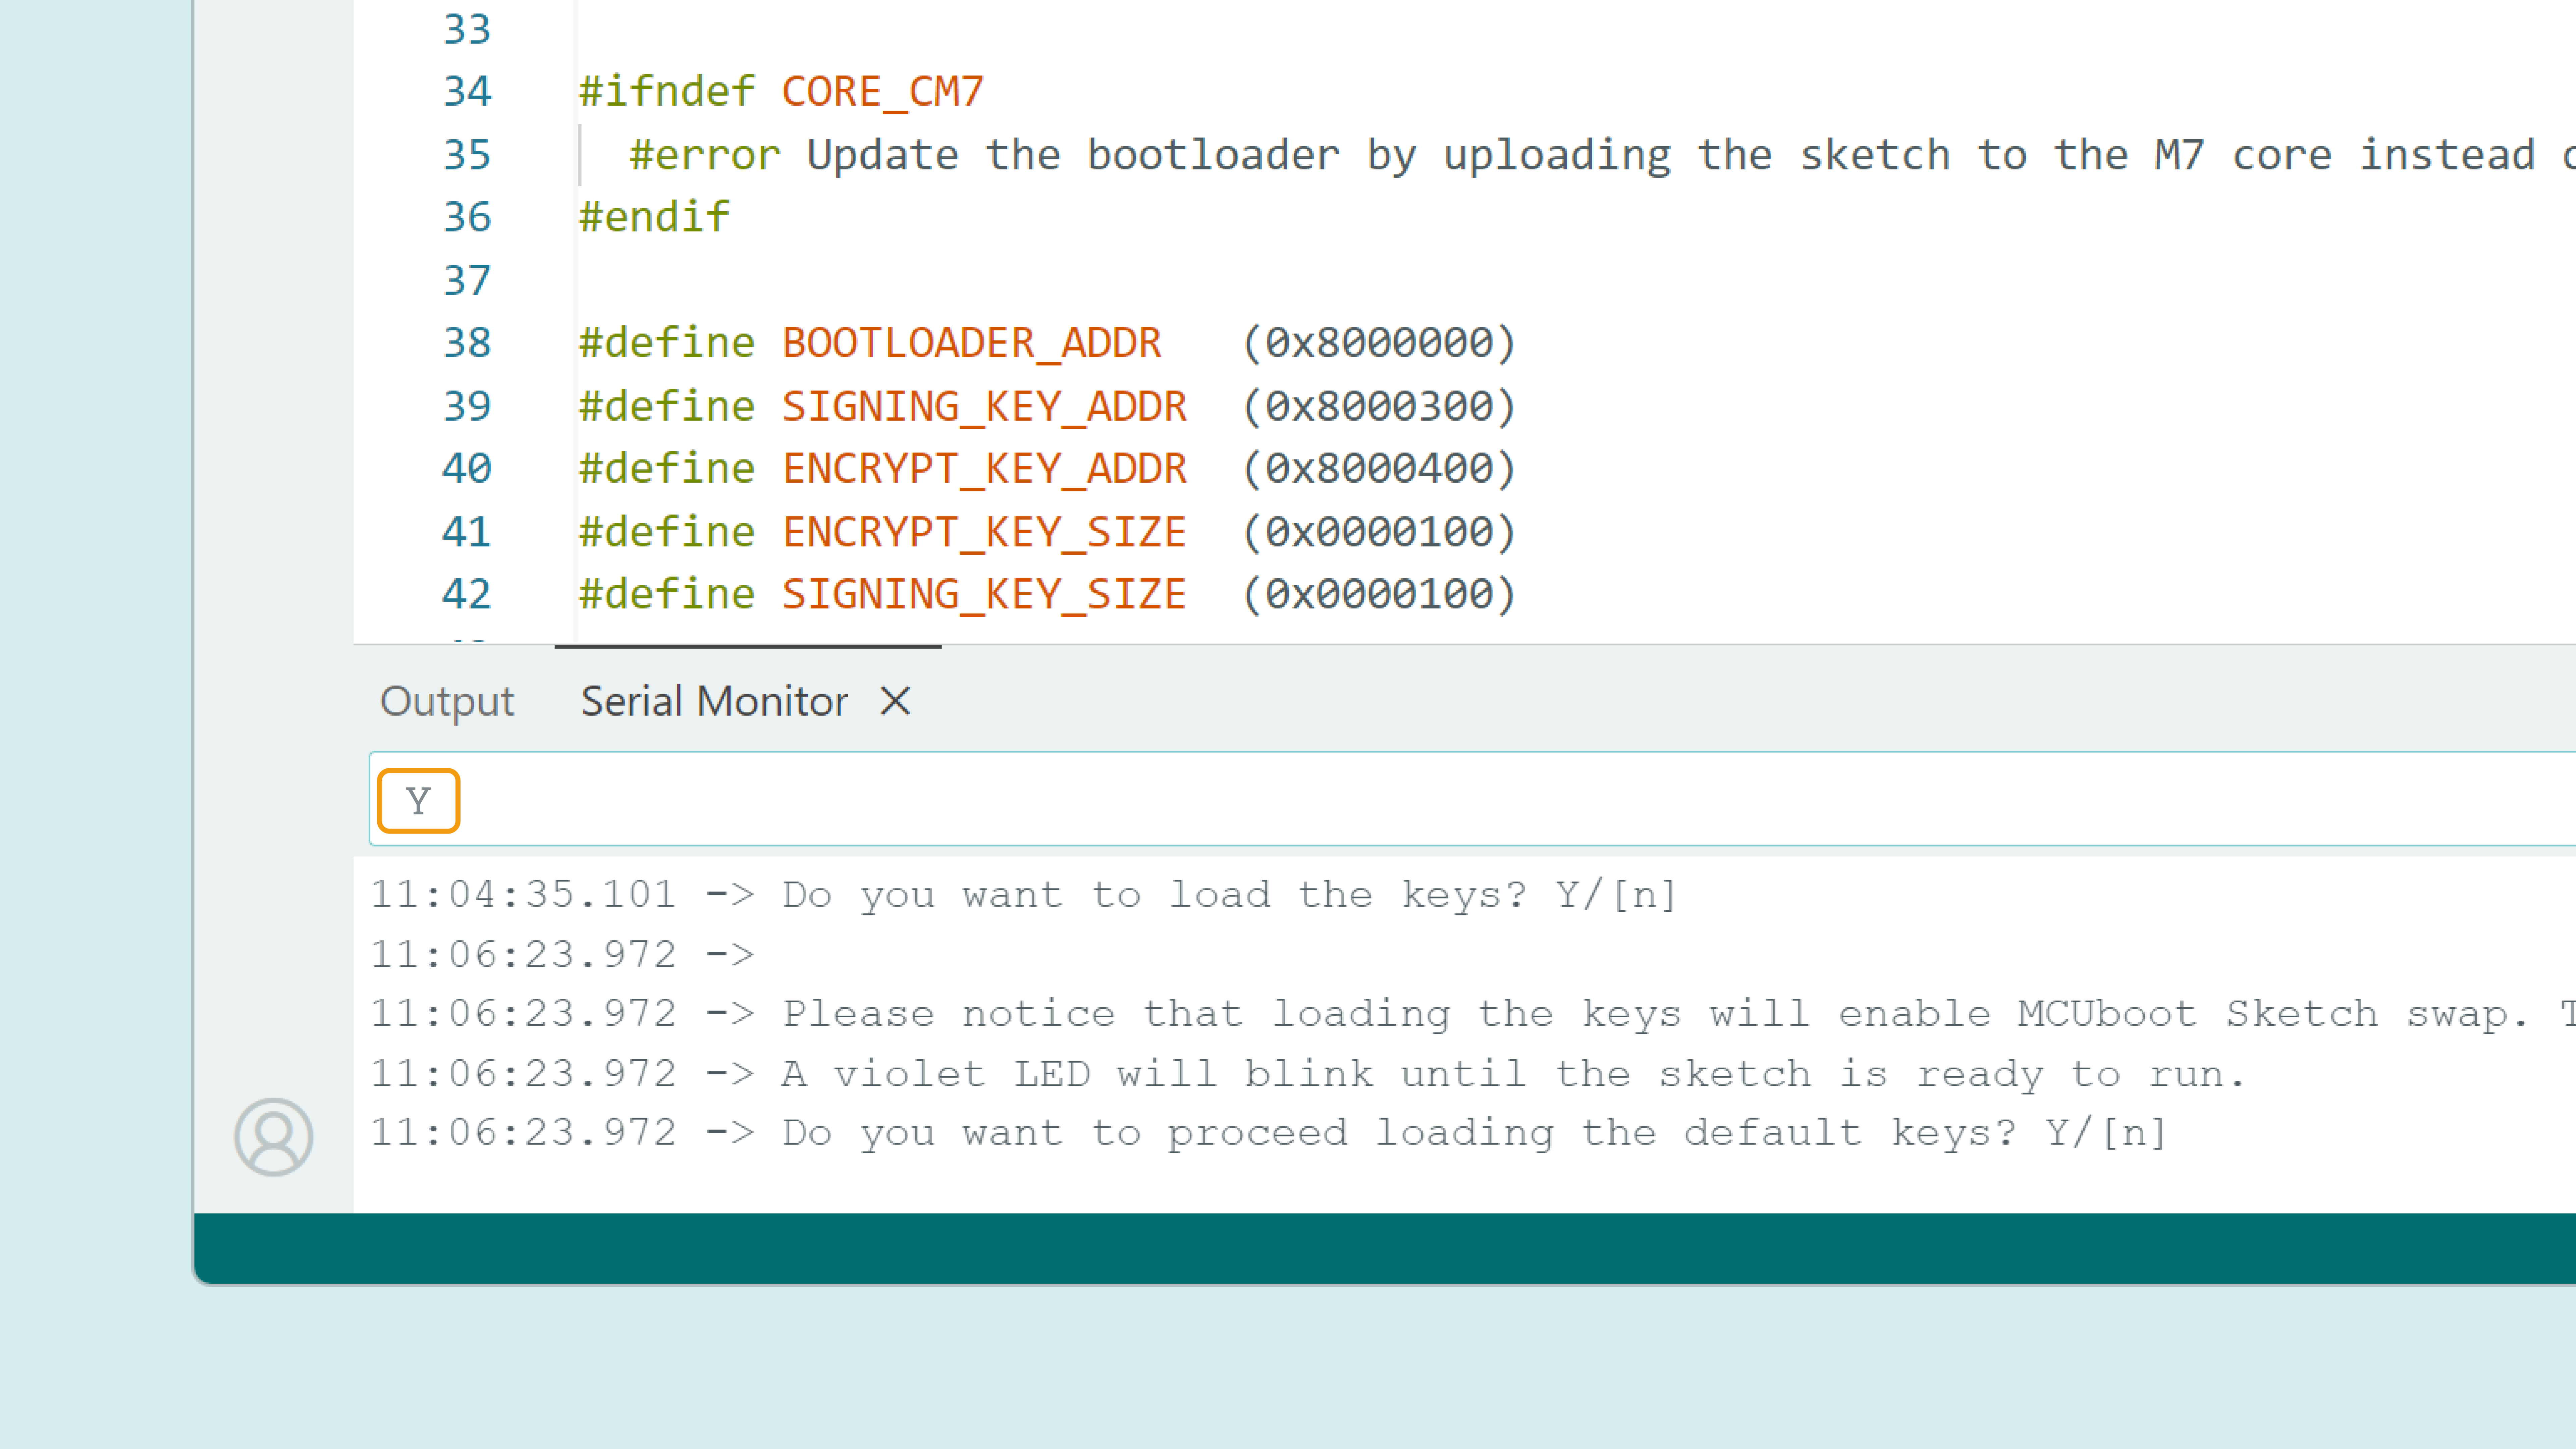 33
34 #ifndef CORE_CM7
35 #error Update the bootloader by uploading the sketch to the M7 core instead
36 #endif
37
38 #define BOOTLOADER_ADDR (0x8000000)
39 #define SIGNING_KEY_ADDR (0x8000300)
40 #define ENCRYPT_KEY_ADDR (0x8000400)
41 #define ENCRYPT_KEY_SIZE (0x0000100)
42 #define SIGNING_KEY_SIZE (0x0000100)
Output Serial Monitor
Y
11:04:35.101 -> Do you want to load the keys? Y/[n]
11:06:23.972 ->
11:06:23.972 -> Please notice that loading the keys will enable MCUboot Sketch swap.
11:06:23.972 -> A violet LED will blink until the sketch is ready to run.
11:06:23.972 -> Do you want to proceed loading the default keys? Y/[n]